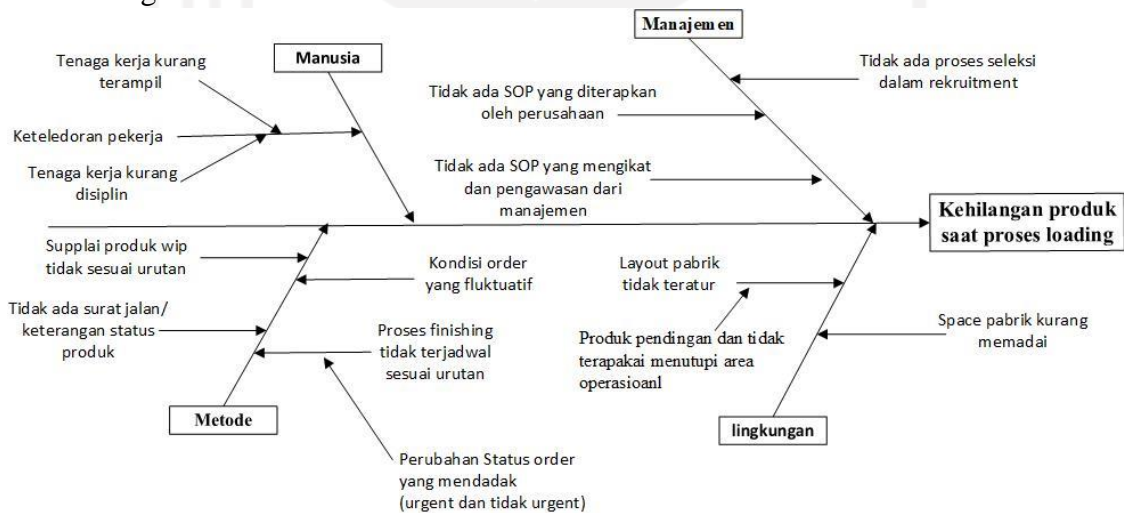 Manajemen
Manusia
Tenaga kerja kurang
terampil
Keteledoran pekerja
Tenaga kerja kurang
disiplin
Tidak ada SOP yang diterapkan
oleh perusahaan
Tidak ada SOP yang mengikat
dan pengawasan dari
manajemen
Tidak ada proses seleksi
dalam rekruitment
Kehilangan produk
saat proses loading
Supplai produk wip
tidak sesuai urutan
Tidak ada surat jalan/
keterangan status
produk
Kondisi order
yang fluktuatif
Proses finishing
tidak terjadwal
sesuai urutan
Perubahan Status order
yang mendadak
(urgent dan tidak urgent)
Metode
Layout pabrik
tidak teratur
Produk pendingan dan tidak
terapakai menutupi area
operasioanl
Space pabrik kurang
memadai
lingkungan